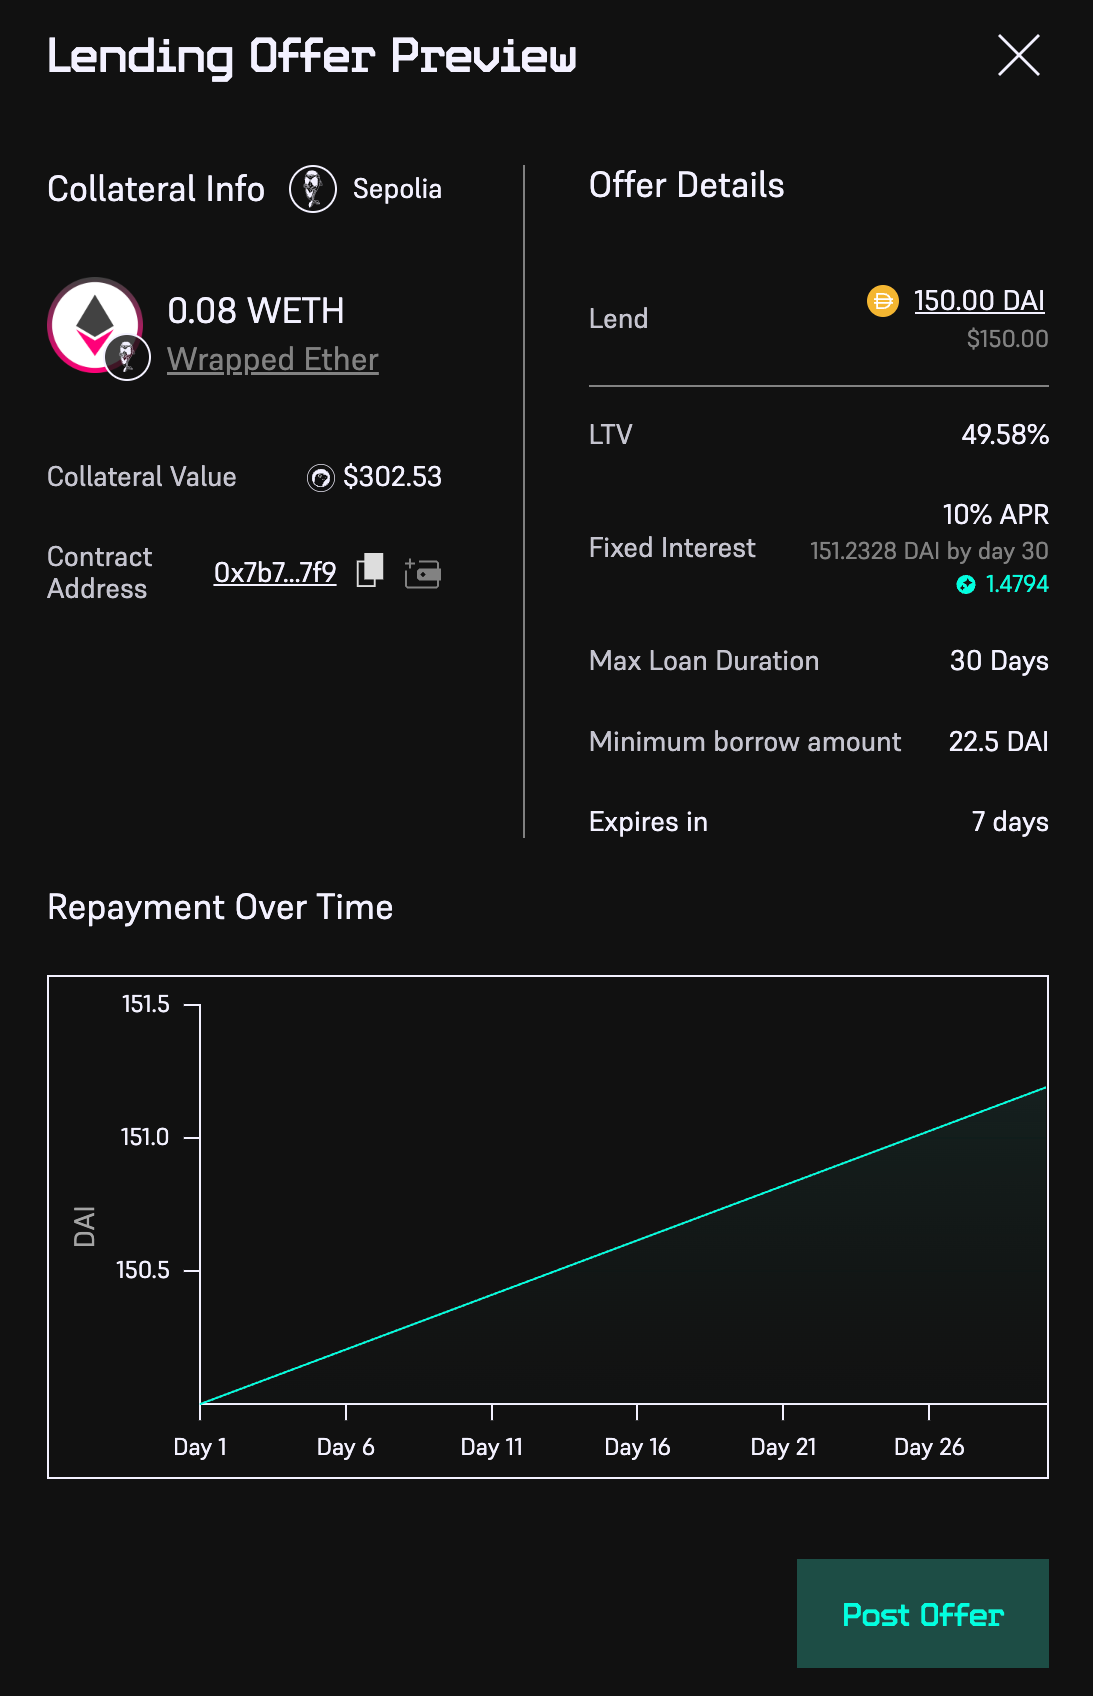 Lending Offer Preview
Collateral Info
Sepolia
0.08 WETH
Wrapped Ether
Collateral Value
$302.53
Contract
Address
0x7b7...7f9
Offer Details
Lend
150.00 DAI
$150.00
LTV
49.58%
Fixed Interest
10% APR
151.2328 DAI by day 30
1.4794
Max Loan Duration
30 Days
Minimum borrow amount
22.5 DAI
Expires in
7 days
Repayment Over Time
151.5
151.0
150.5
DAI
Day 1
Day 6
Day 11
Day 16
Day 21
Day 26
Post Offer